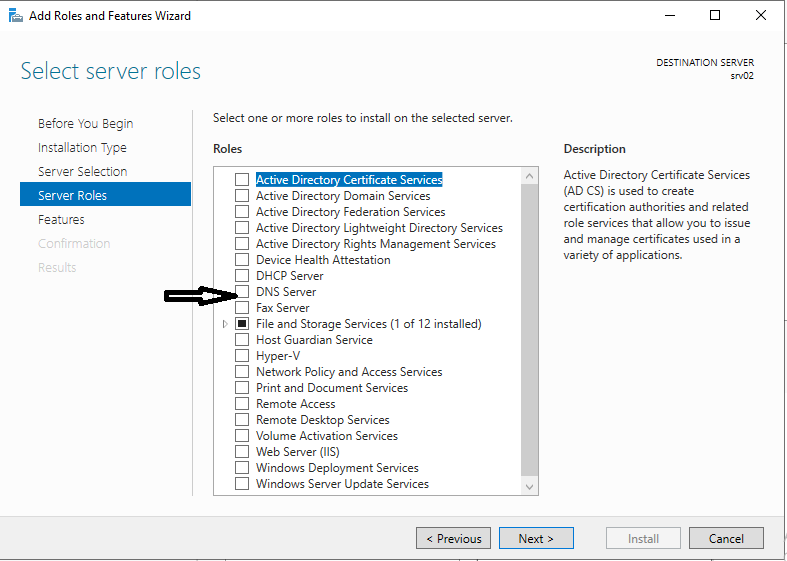 Add Roles and Features Wizard
Select server roles
DESTINATION SERVER
srv02
Before You Begin
Installation Type
Server Selection
Server Roles
Features
Confirmation
Results
Select one or more roles to install on the selected server.
Roles
Active Directory Certificate Services
Active Directory Domain Services
Active Directory Federation Services
Active Directory Lightweight Directory Services
Active Directory Rights Management Services
Device Health Attestation
DHCP Server
DNS Server
Fax Server
File and Storage Services (1 of 12 installed)
Host Guardian Service
Hyper-V
Network Policy and Access Services
Print and Document Services
Remote Access
Remote Desktop Services
Volume Activation Services
Web Server (IIS)
Windows Deployment Services
Windows Server Update Services
Description
Active Directory Certificate Services
(AD CS) is used to create
certification authorities and related
role services that allow you to issue
and manage certificates used in a
variety of applications.
< Previous
Next >
Install
Cancel